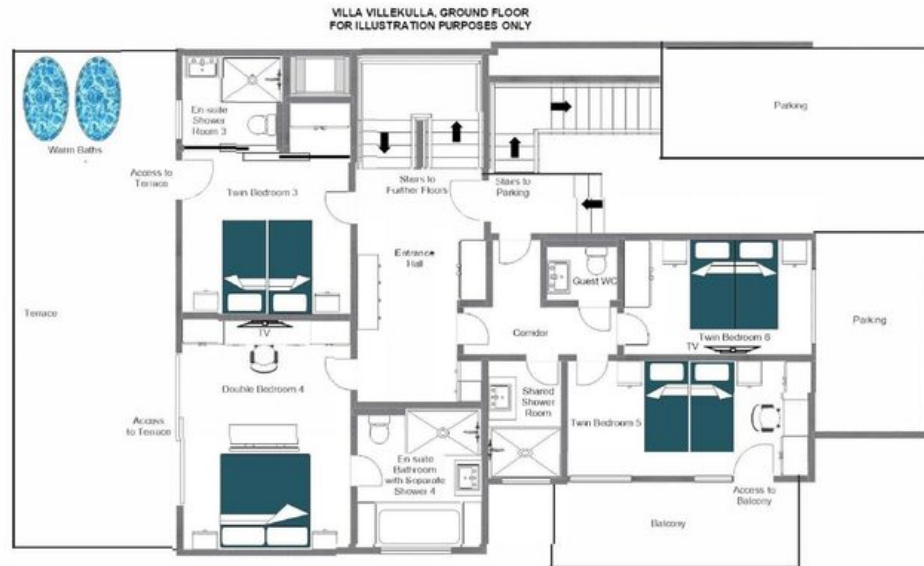 VILLA VILLEKULLA, GROUND FLOOR
FOR ILLUSTRATION PURPOSES ONLY
Parking
En-suite
Shower
Room 3
Warm Baths
Access to
Terrace
Twin Bedroom 3
Stairs to
Further Floors
Stairs to
Parking
Entrance
Hall
Guest WC
Terrace
TV
Corridor
Twin Bedroom 6
TV
Parking
Double Bedroom 4
Shared
Shower
Room
Access
to Terrace
Twin Bedroom 5
En suite
Bathroom
with Separate
Shower 4
Access to
Balcony
Balcony